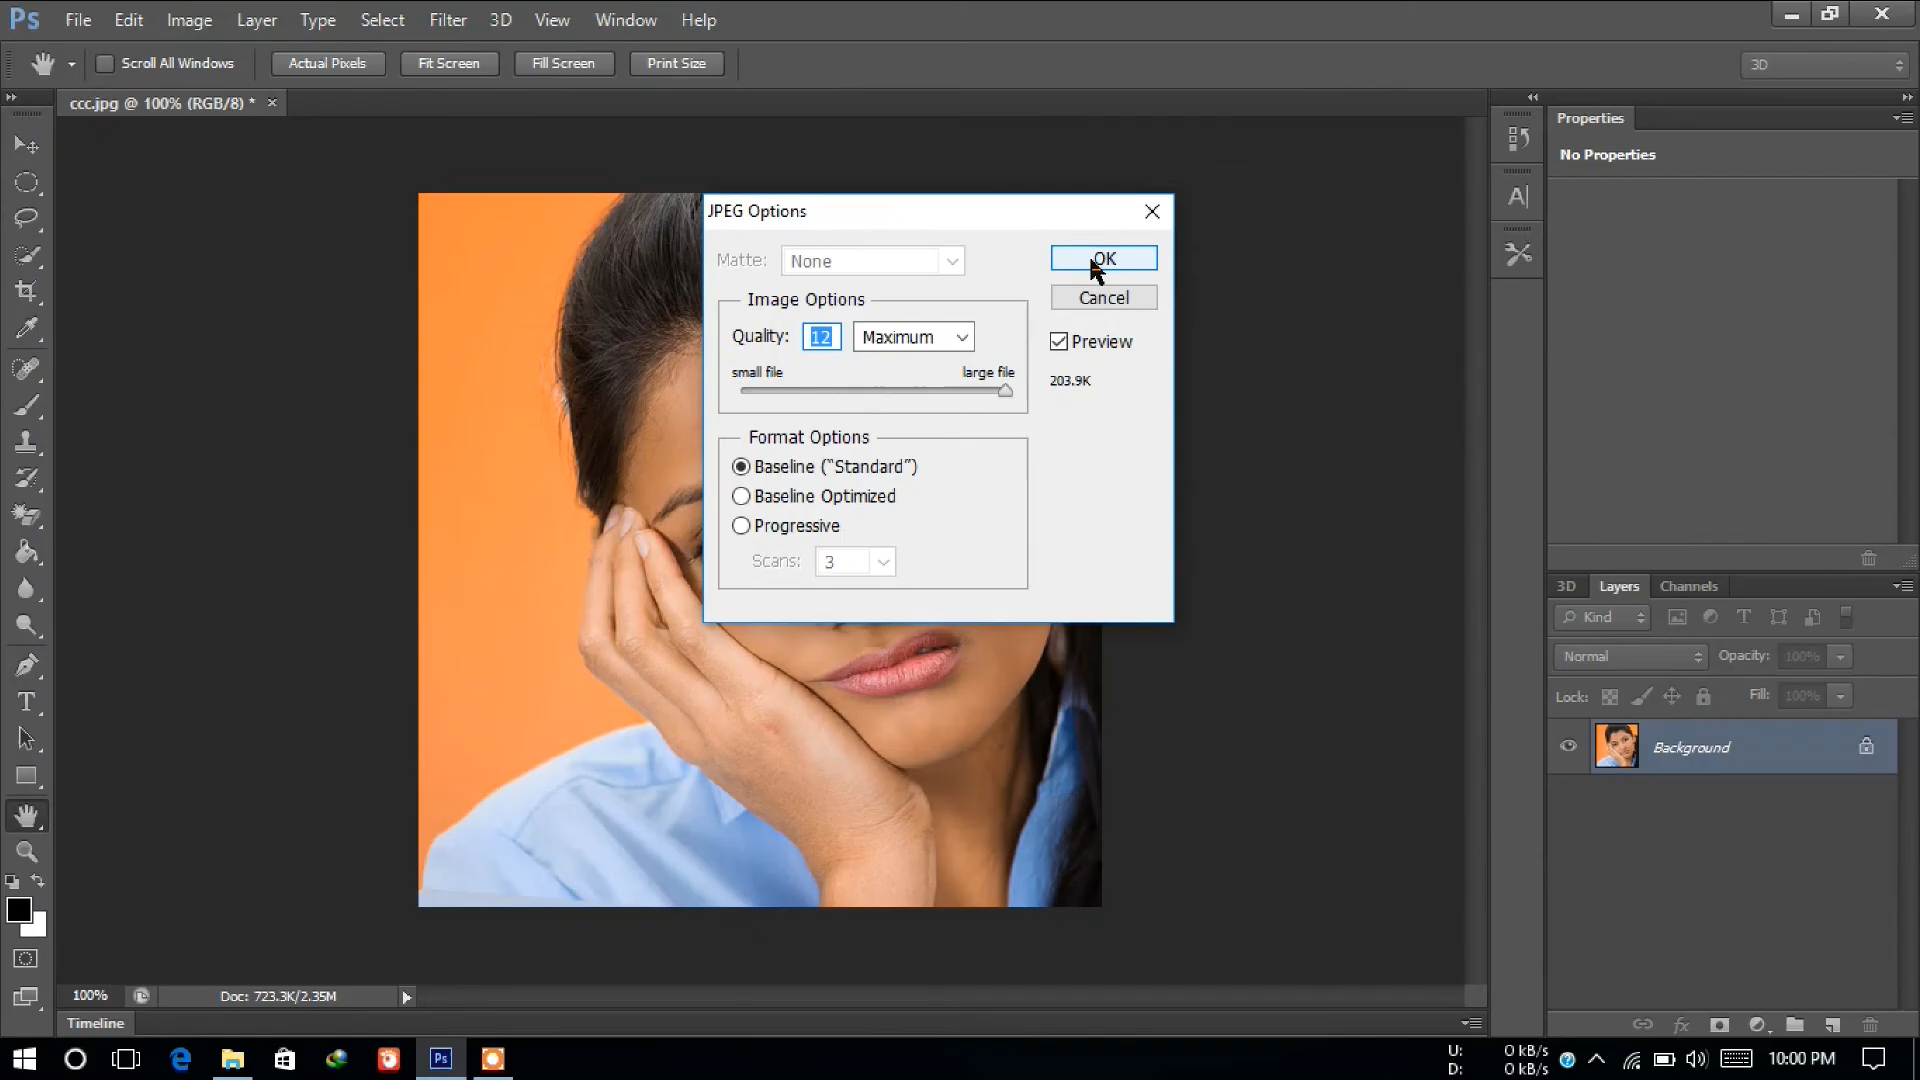 Ps File Edit Image Layer Type Select Filter 3D View Window Help
Scroll All Windows Actual Pixels Fit Screen Fill Screen Print Size 3D
ccc.jpg @ 100% (RGB/8) * ×
Properties
No Properties
JPEG Options
Matte: None
OK
Cancel
Image Options
Quality: 12 Maximum
Preview
small file large file
203.9K
Format Options
Baseline (“Standard”)
Baseline Optimized
Progressive
Scans: 3
3D Layers Channels
Kind
Normal Opacity: 100%
Lock: Fill: 100%
Background
100% Doc: 723.3K/2.35M
Timeline
Ps
U: 0 kB/s
D: 0 kB/s
10:00 PM